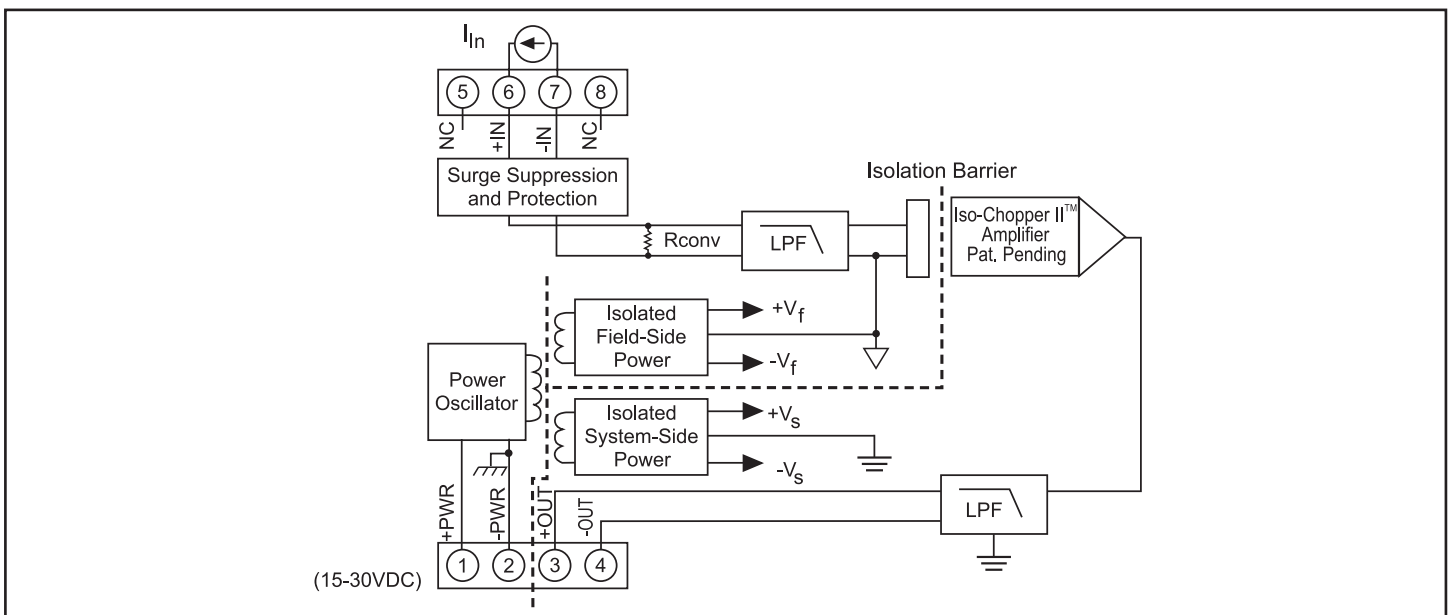 IIn
5 6 7 8
NC
+IN
-IN
NC
Surge Suppression
and Protection
Isolation Barrier
Rconv
LPF
Iso-Chopper II™
Amplifier
Pat. Pending
Isolated
Field-Side
Power
+Vf
-Vf
Power
Oscillator
Isolated
System-Side
Power
+Vs
-Vs
+PWR
-PWR
+OUT
-OUT
LPF
(15-30VDC)
1 2 3 4